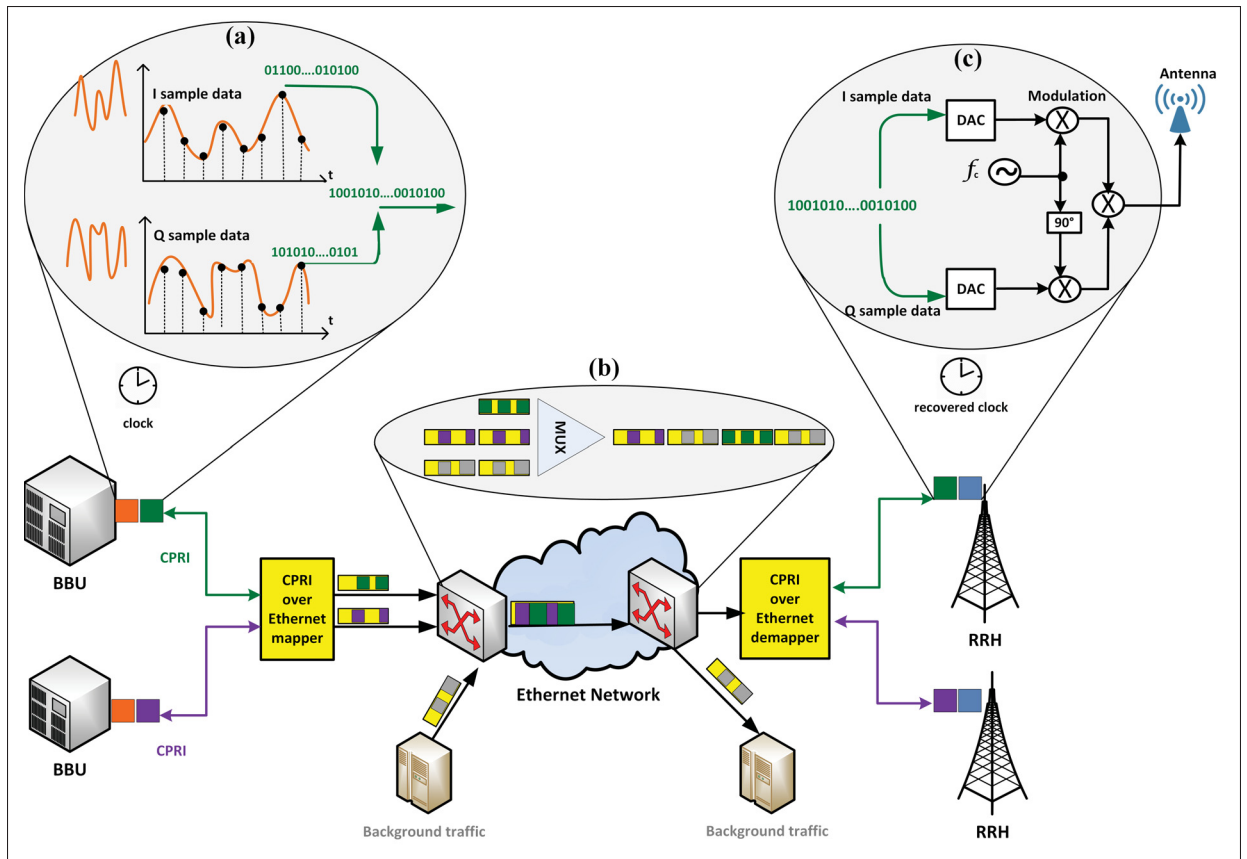 (a)
01100....010100
I sample data
t
1001010....0010100
Q sample data
101010....0101
t
clock
(b)
MUX
(c)
I sample data
DAC
Modulation
X
Antenna
fc
1001010....0010100
90°
X
X
DAC
Q sample data
recovered clock
BBU
CPRI
CPRI
over
Ethernet
mapper
BBU
CPRI
Ethernet Network
CPRI
over
Ethernet
demapper
RRH
RRH
Background traffic
Background traffic